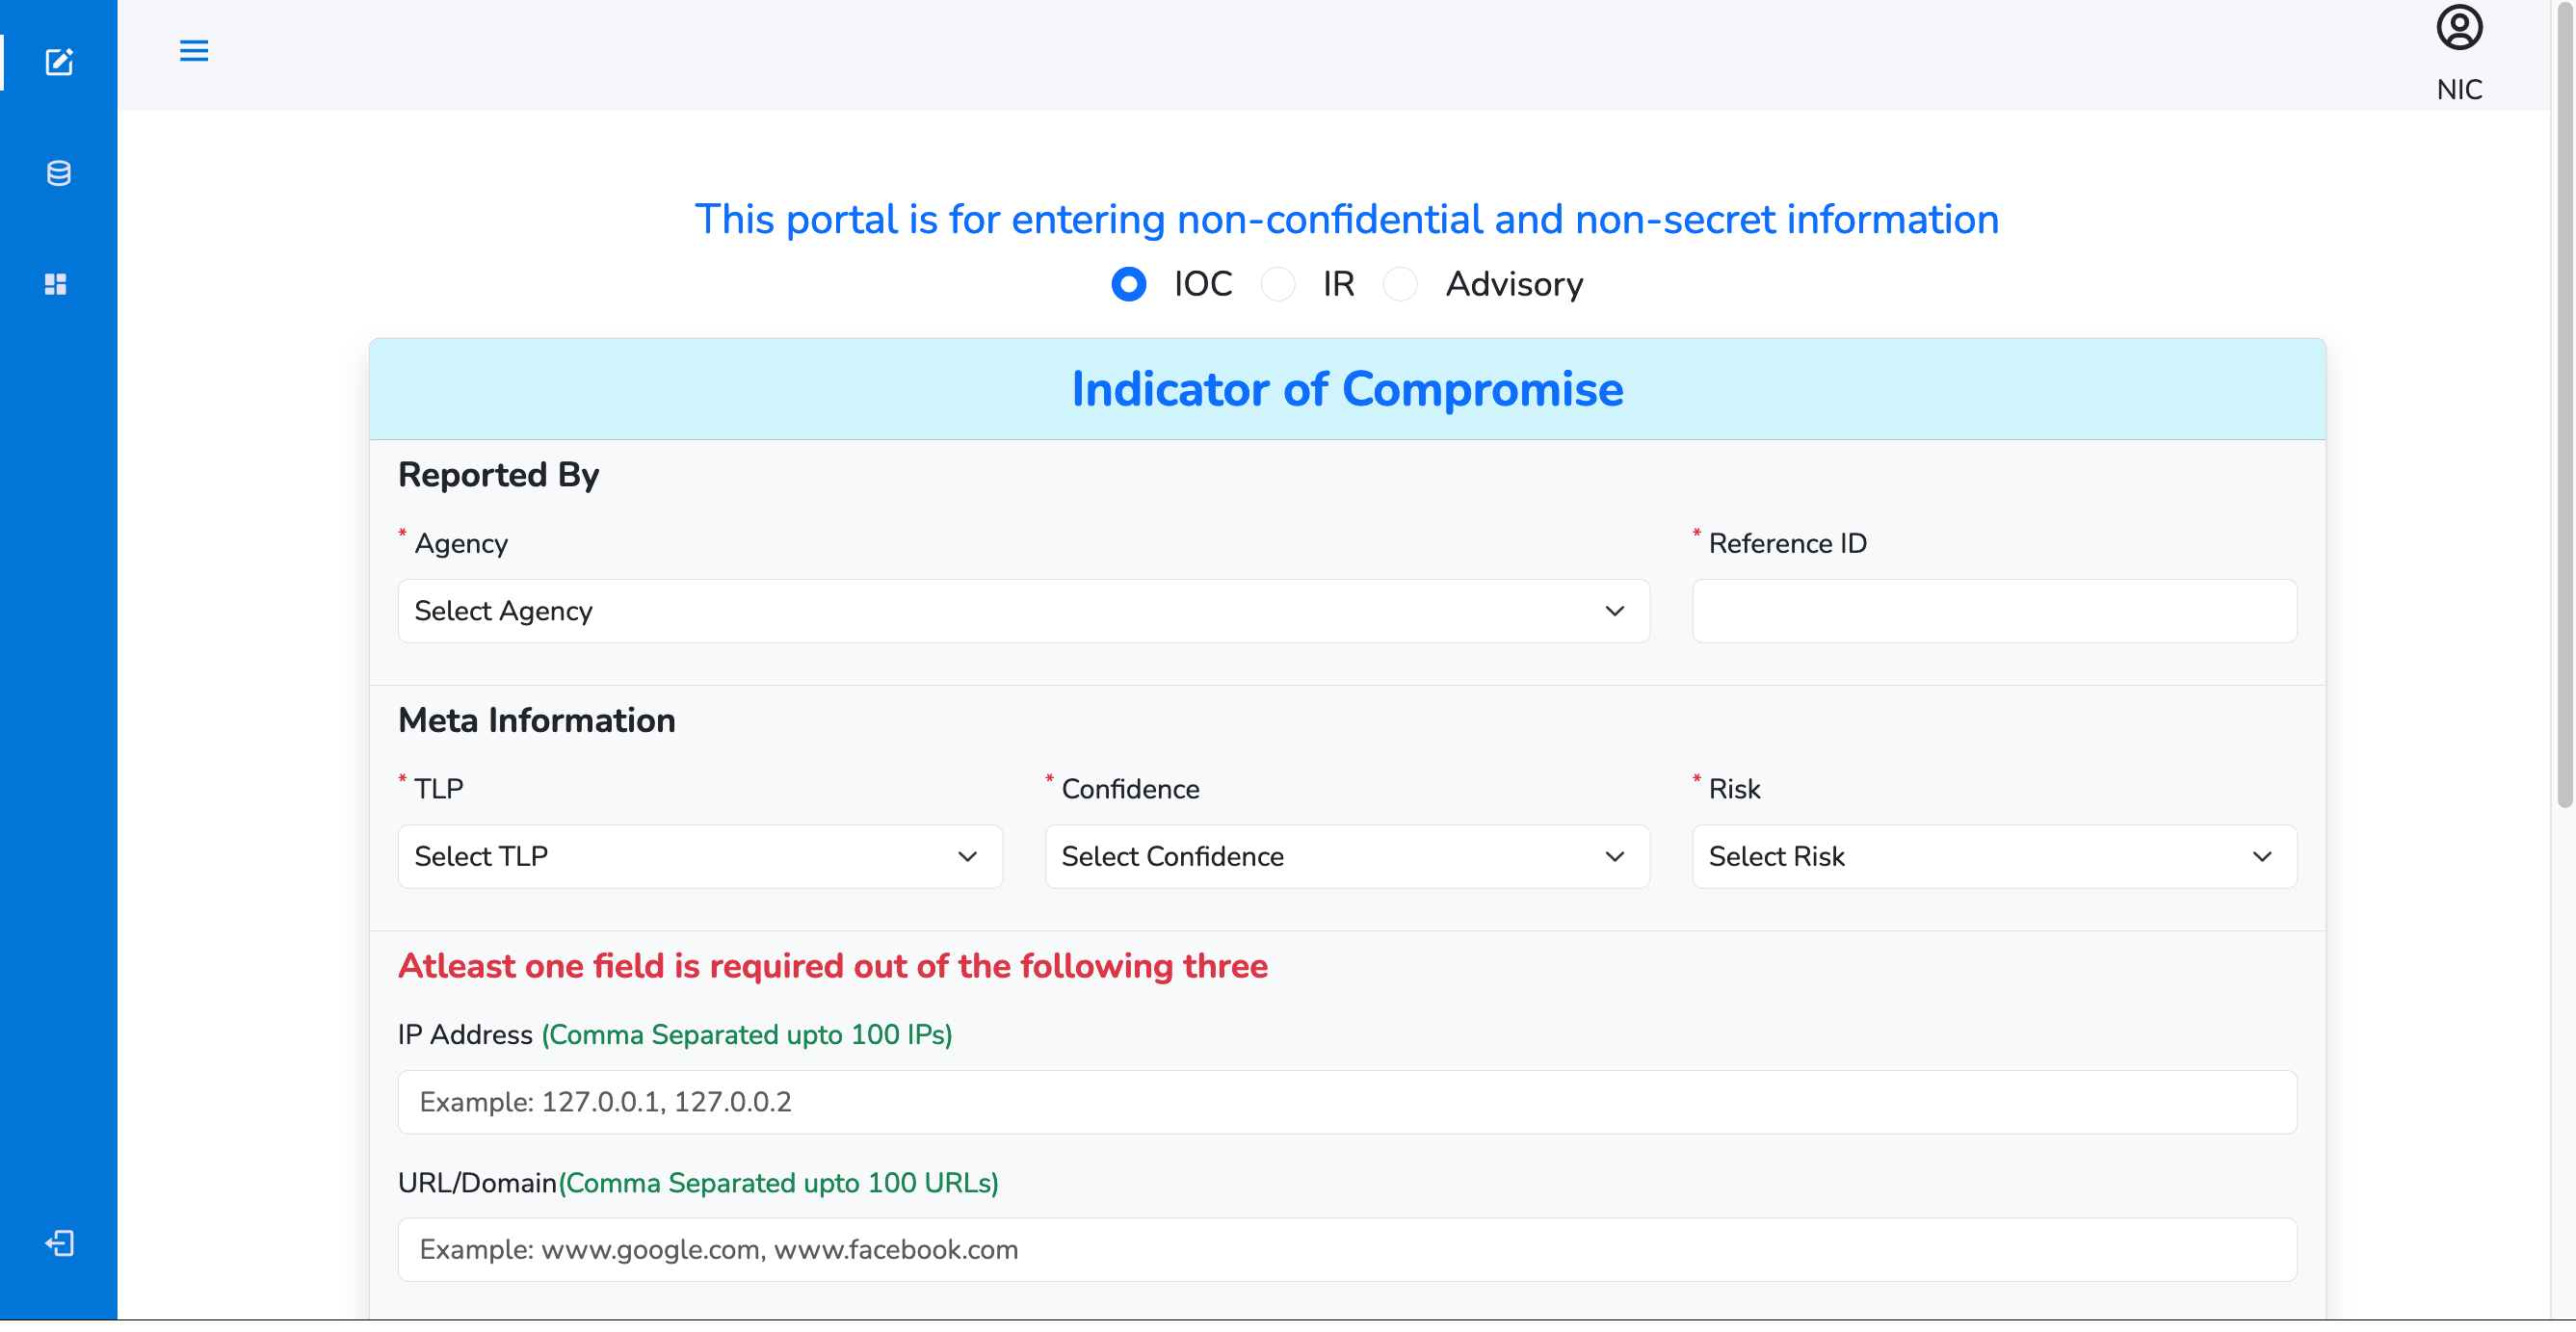 NIC
This portal is for entering non-confidential and non-secret information
IOC IR Advisory
Indicator of Compromise
Reported By
* Agency * Reference ID
Select Agency
Meta Information
* TLP * Confidence * Risk
Select TLP Select Confidence Select Risk
Atleast one field is required out of the following three
IP Address (Comma Separated upto 100 IPs)
Example: 127.0.0.1, 127.0.0.2
URL/Domain(Comma Separated upto 100 URLs)
Example: www.google.com, www.facebook.com